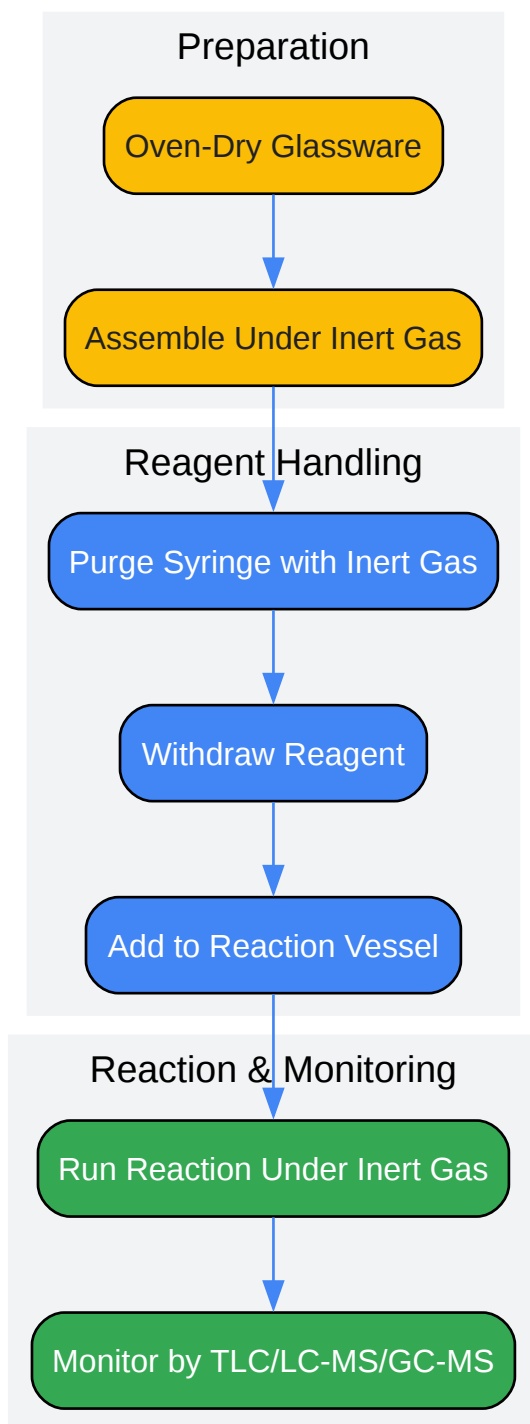 Preparation
Oven-Dry Glassware
Assemble Under Inert Gas
Reagent Handling
Purge Syringe with Inert Gas
Withdraw Reagent
Add to Reaction Vessel
Reaction & Monitoring
Run Reaction Under Inert Gas
Monitor by TLC/LC-MS/GC-MS